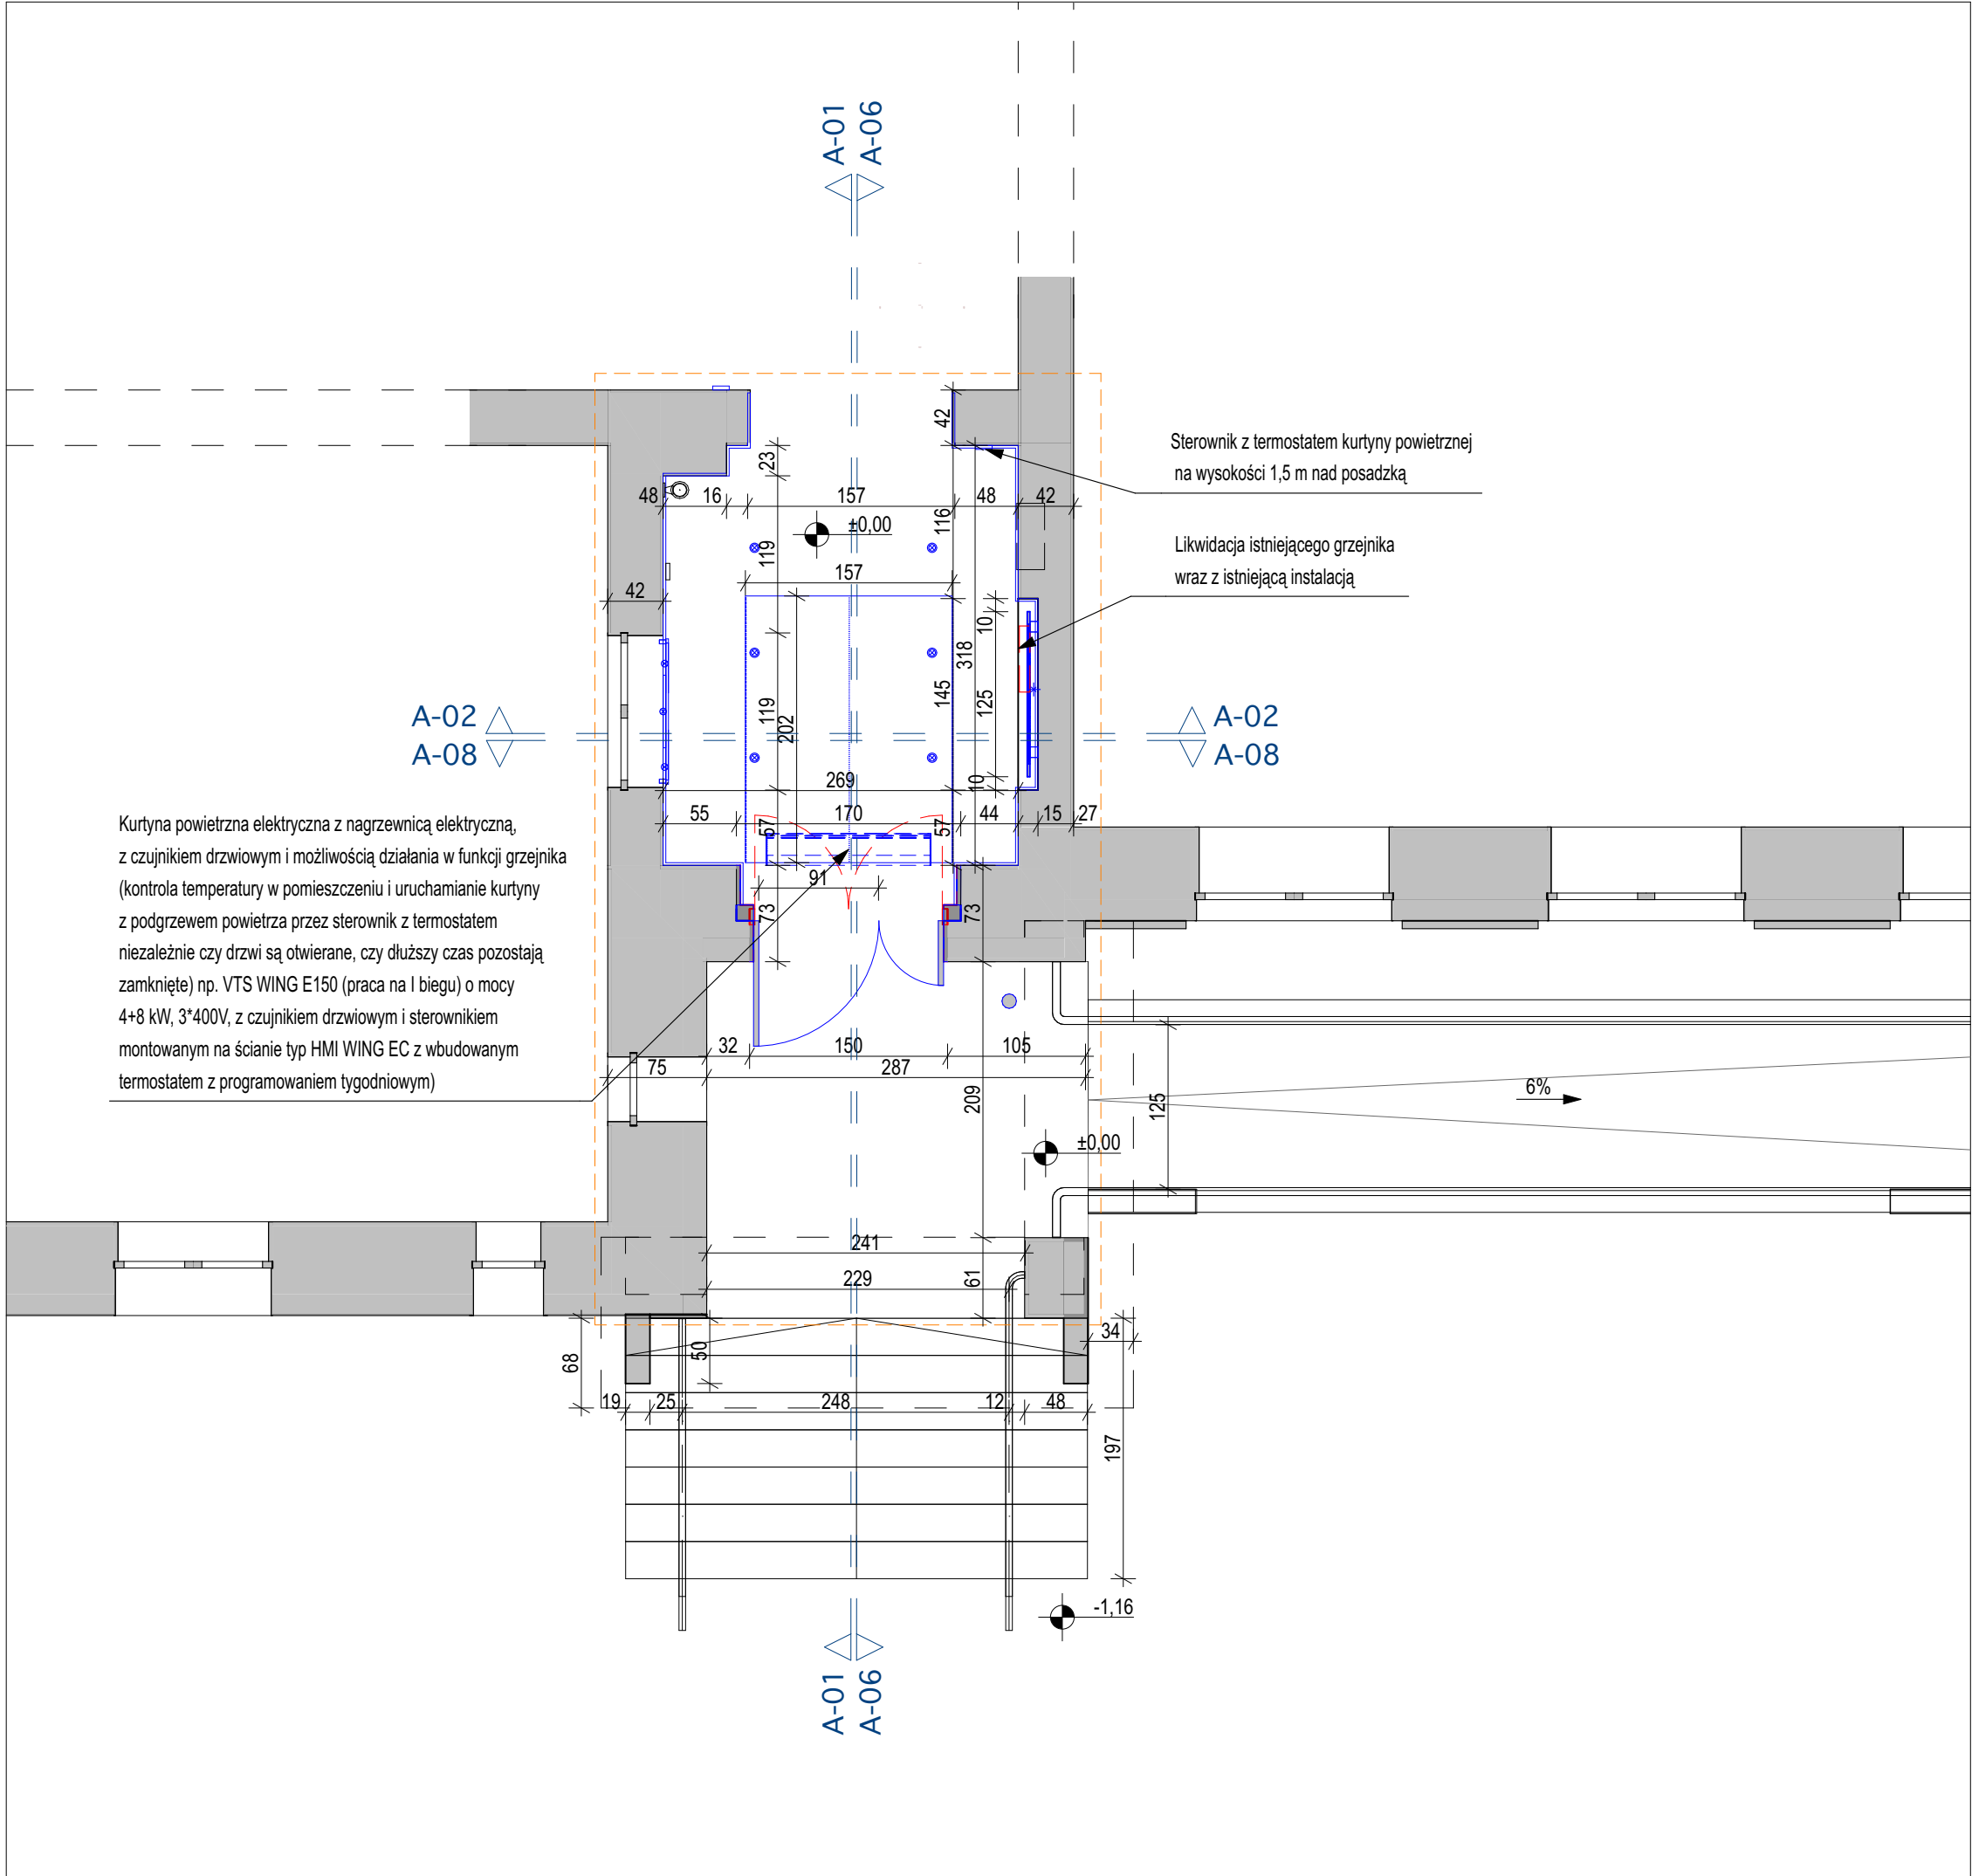 A-01
A-06
42
Sterownik z termostatem kurtyny powietrznej
na wysokości 1,5 m nad posadzką
23
48 16 157 48 42
±0,00
116
119
Likwidacja istniejącego grzejnika
wraz z istniejącą instalacją
157
42
10
318
145
125
119
202
A-02
A-08
A-02
A-08
269
10
55 170 44 15 27
57
57
91
73
73
Kurtyna powietrzna elektryczna z nagrzewnicą elektryczną,
z czujnikiem drzwiowym i możliwością działania w funkcji grzejnika
(kontrola temperatury w pomieszczeniu i uruchamianie kurtyny
z podgrzewem powietrza przez sterownik z termostatem
niezależnie czy drzwi są otwierane, czy dłuższy czas pozostają
zamknięte) np. VTS WING E150 (praca na I biegu) o mocy
4+8 kW, 3*400V, z czujnikiem drzwiowym i sterownikiem
montowanym na ścianie typ HMI WING EC z wbudowanym
termostatem z programowaniem tygodniowym)
32 150 105
75 287
209
125
6%
±0,00
241
229
61
34
50
68
19 25 248 12 48
197
-1,16
A-01
A-06